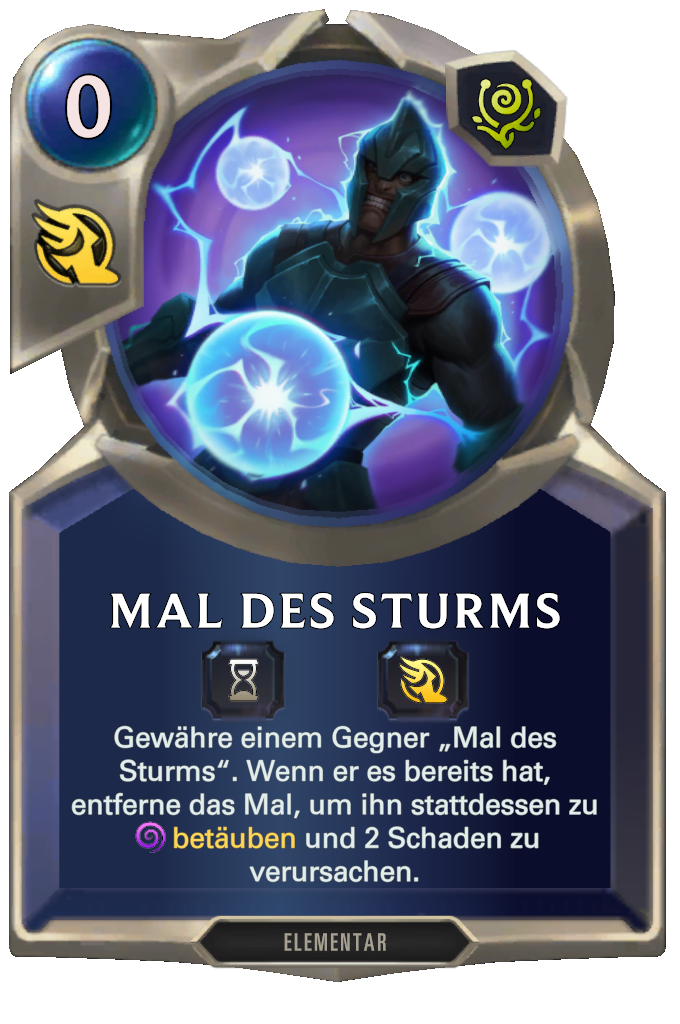 0
MAL DES STURMS
Gewähre einem Gegner „Mal des
Sturms“. Wenn er es bereits hat,
entferne das Mal, um ihn stattdessen zu
betäuben und 2 Schaden zu
verursachen.
ELEMENTAR